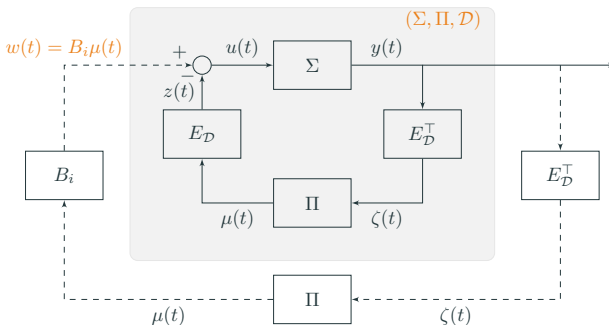 (Σ, Π, 𝒟)
w(t) = B_i μ(t)
+
u(t)
Σ
y(t)
−
z(t)
E_𝒟
E_𝒟^⊤
B_i
E_𝒟^⊤
Π
μ(t)
ζ(t)
Π
μ(t)
ζ(t)